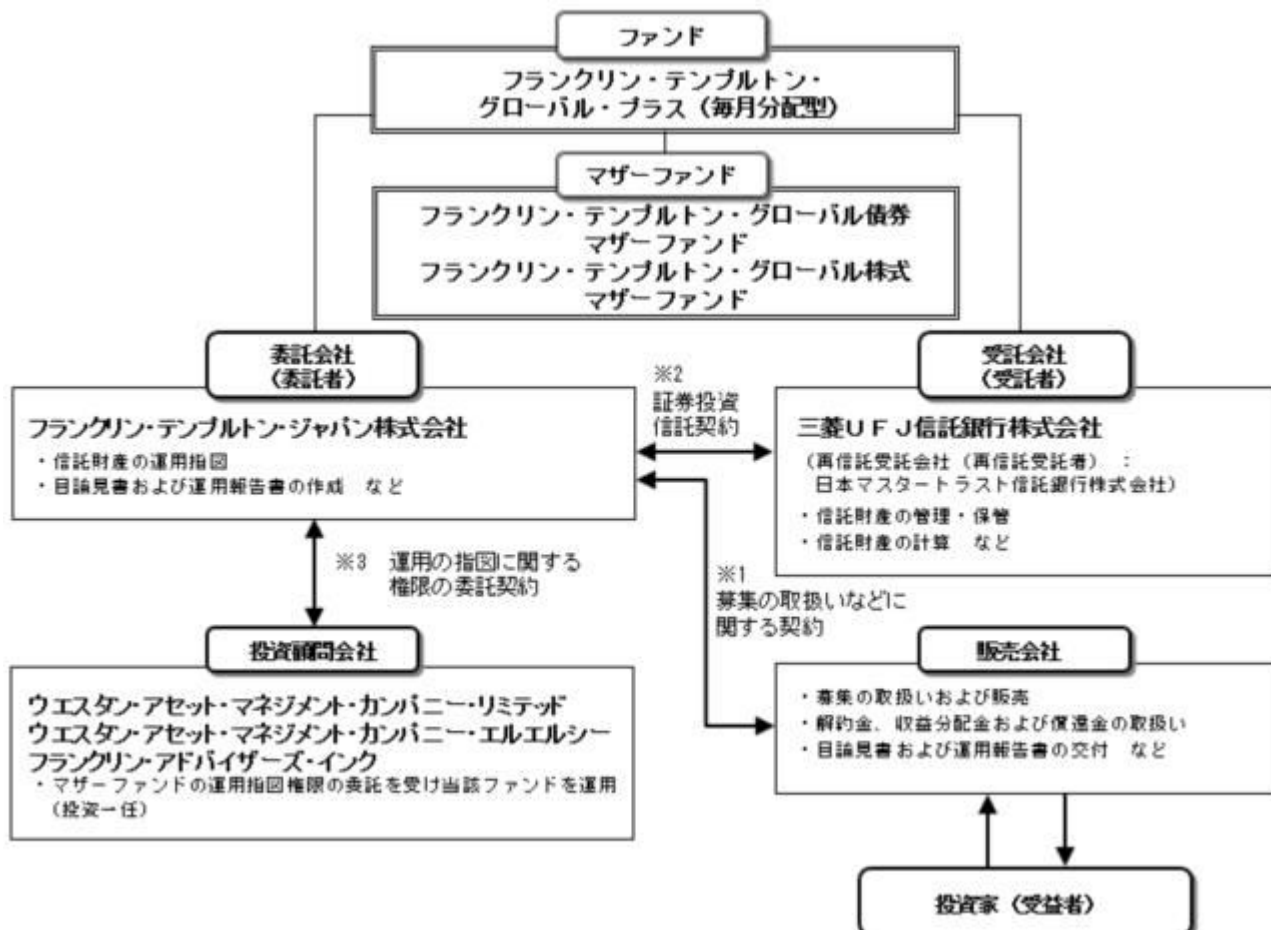 ファンド
フランクリン・テンプルトン・
グローバル・プラス（毎月分配型）
マザーファンド
フランクリン・テンプルトン・グローバル債券
マザーファンド
フランクリン・テンプルトン・グローバル株式
マザーファンド
委託会社
（委託者）
フランクリン・テンプルトン・ジャパン株式会社
・信託財産の運用指図
・目論見書および運用報告書の作成　など
※2
証券投資
信託契約
受託会社
（受託者）
三菱ＵＦＪ信託銀行株式会社
（再信託受託会社（再信託受託者）：
日本マスタートラスト信託銀行株式会社）
・信託財産の管理・保管
・信託財産の計算　など
※3　運用の指図に関する
権限の委託契約
※1
募集の取扱いなどに
関する契約
投資顧問会社
ウエスタン・アセット・マネジメント・カンパニー・リミテッド
ウエスタン・アセット・マネジメント・カンパニー・エルエルシー
フランクリン・アドバイザーズ・インク
・マザーファンドの運用指図権限の委託を受け当該ファンドを運用
（投資一任）
販売会社
・募集の取扱いおよび販売
・解約金、収益分配金および償還金の取扱い
・目論見書および運用報告書の交付　など
投資家（受益者）